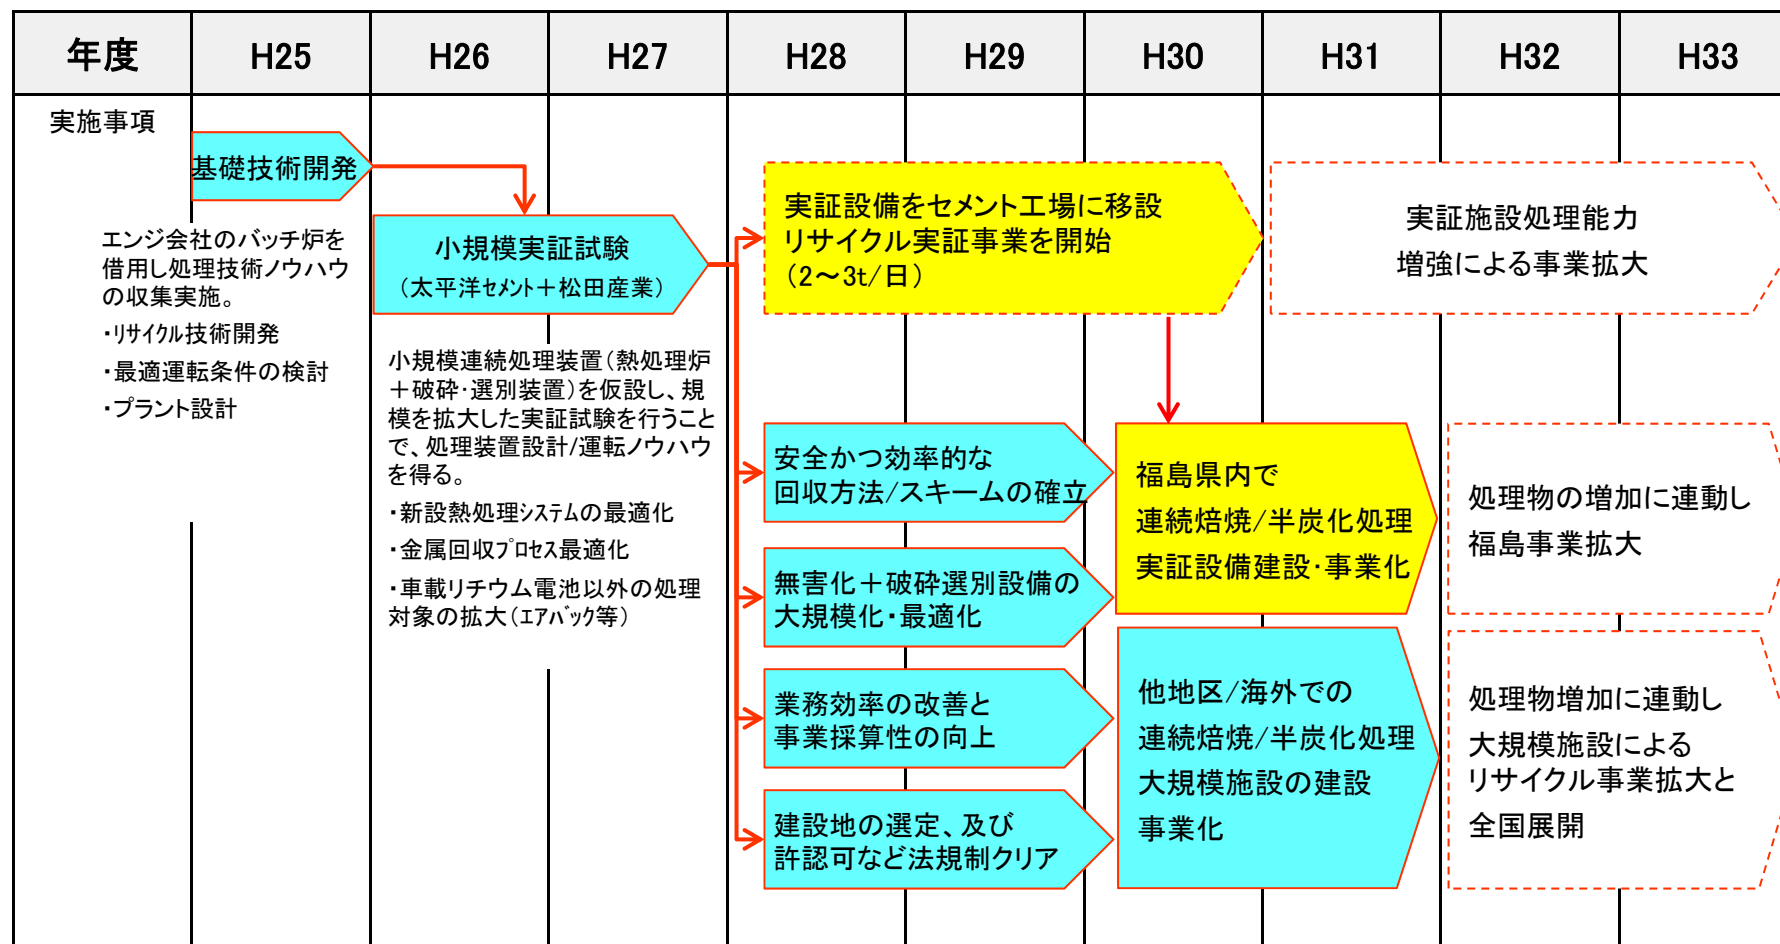 年度 H25 H26 H27 H28 H29 H30 H31 H32 H33
実施事項
基礎技術開発
エンジ会社のバッチ炉を
借用し処理技術ノウハウ
の収集実施。
・ﾘｻｲｸﾙ技術開発
・最適運転条件の検討
・プラント設計
小規模実証試験
（太平洋ｾﾒﾝﾄ＋松田産業）
小規模連続処理装置（熱処理炉
＋破砕・選別装置）を仮設し、規
模を拡大した実証試験を行うこと
で、処理装置設計/運転ノウハウ
を得る。
・新設熱処理ｼｽﾃﾑの最適化
・金属回収ﾌﾟﾛｾｽ最適化
・車載リチウム電池以外の処理
対象の拡大（ｴｱﾊﾞｯｸ等）
実証設備をセメント工場に移設
リサイクル実証事業を開始
（2～3t/日）
安全かつ効率的な
回収方法/スキームの確立
無害化＋破砕選別設備の
大規模化・最適化
業務効率の改善と
事業採算性の向上
建設地の選定、及び
許認可など法規制クリア
福島県内で
連続焙焼/半炭化処理
実証設備建設・事業化
他地区/海外での
連続焙焼/半炭化処理
大規模施設の建設
事業化
実証施設処理能力
増強による事業拡大
処理物の増加に連動し
福島事業拡大
処理物増加に連動し
大規模施設による
リサイクル事業拡大と
全国展開